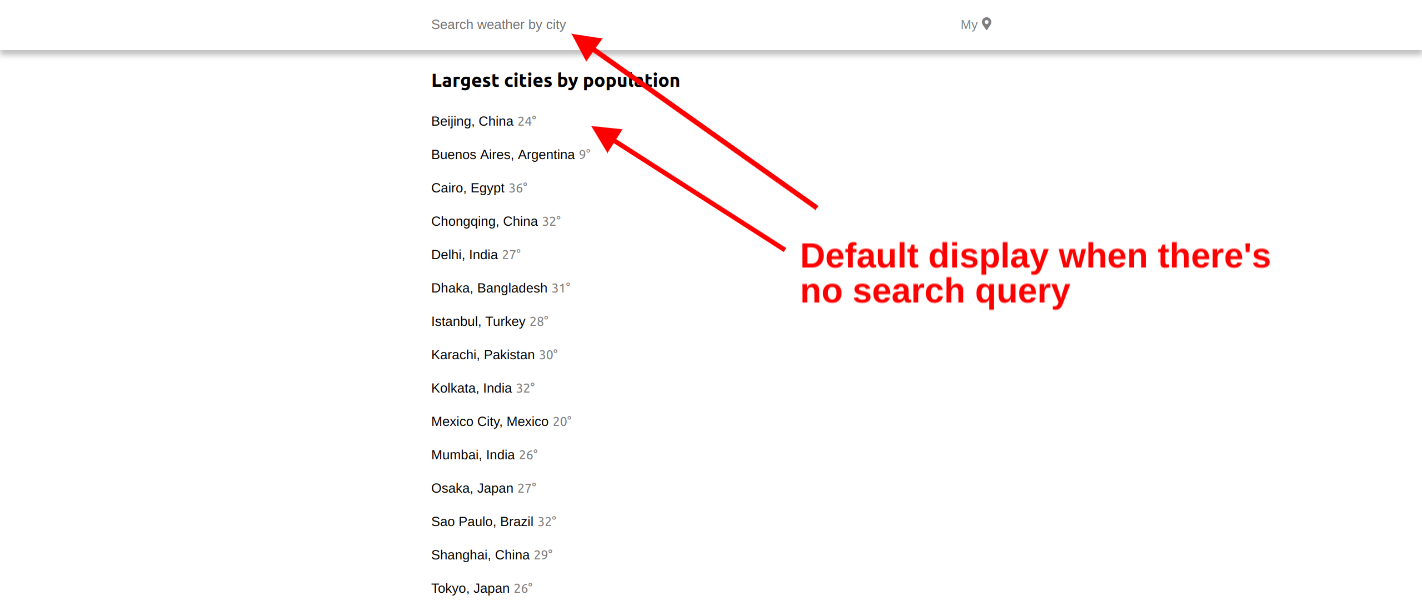 Search weather by city
My
Largest cities by population
Beijing, China 24°
Buenos Aires, Argentina 9°
Cairo, Egypt 36°
Chongqing, China 32°
Delhi, India 27°
Dhaka, Bangladesh 31°
Istanbul, Turkey 28°
Karachi, Pakistan 30°
Kolkata, India 32°
Mexico City, Mexico 20°
Mumbai, India 26°
Osaka, Japan 27°
Sao Paulo, Brazil 32°
Shanghai, China 29°
Tokyo, Japan 26°
Default display when there's
no search query